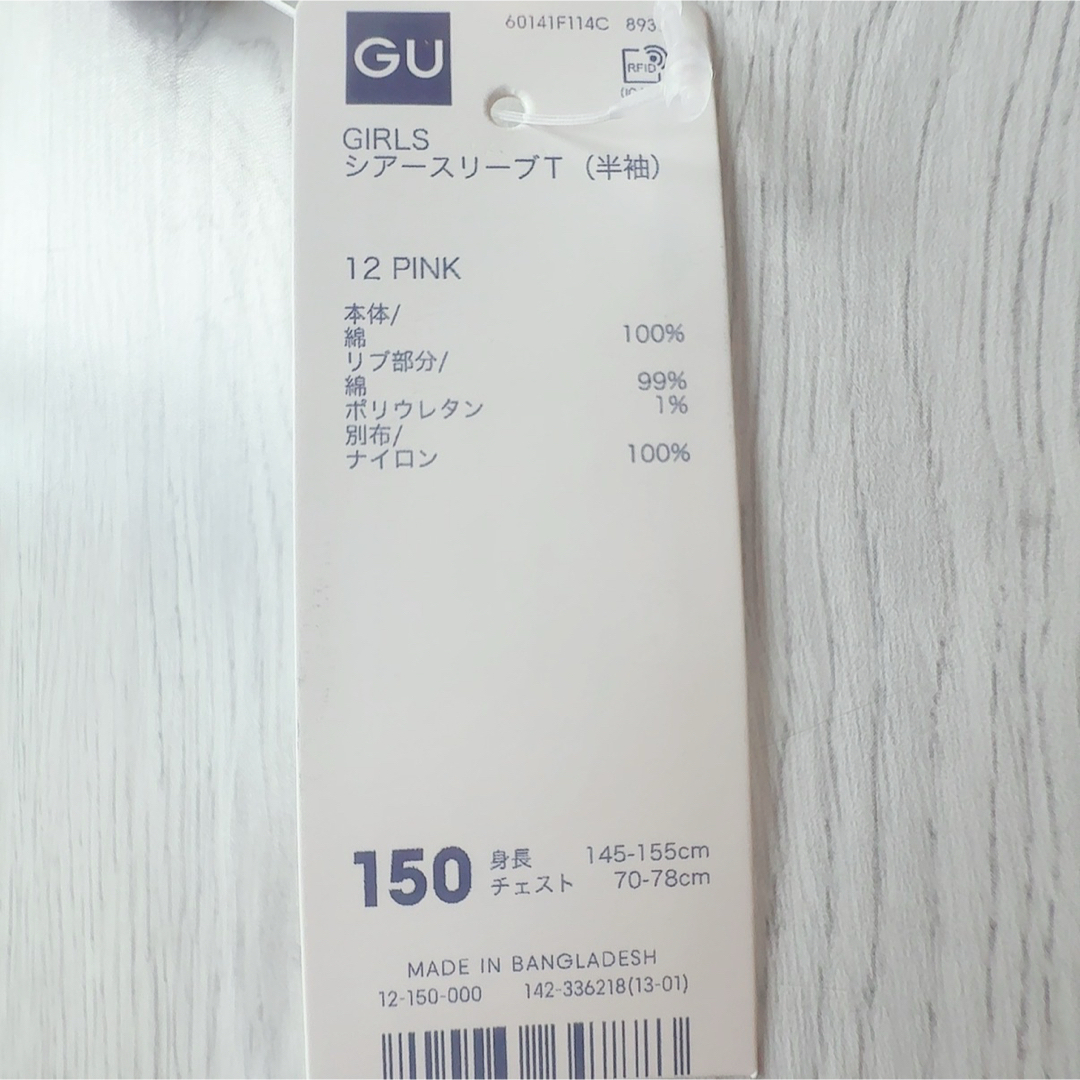 GU
60141F114C 893
RFID
GIRLS
シアースリーブT（半袖）
12 PINK
本体/
綿 100%
リブ部分/
綿 99%
ポリウレタン 1%
別布/
ナイロン 100%
150
身長 145-155cm
チェスト 70-78cm
MADE IN BANGLADESH
12-150-000 142-336218(13-01)